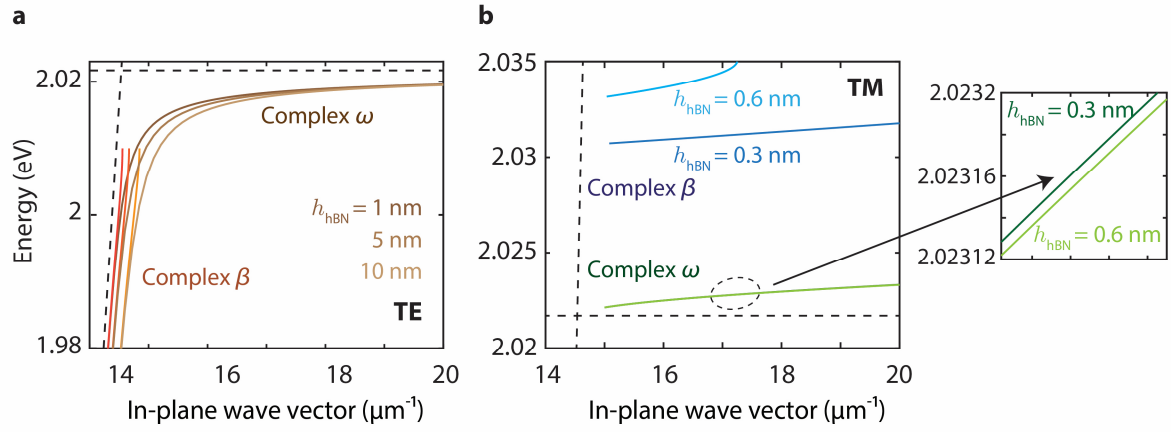 a
2.02
2
1.98
Energy (eV)
Complex ω
h_hBN = 1 nm
5 nm
10 nm
Complex β
TE
14
16
18
20
In-plane wave vector (μm⁻¹)
b
2.035
2.03
2.025
2.02
TM
h_hBN = 0.6 nm
h_hBN = 0.3 nm
Complex β
Complex ω
14
16
18
20
In-plane wave vector (μm⁻¹)
2.0232
2.02316
2.02312
h_hBN = 0.3 nm
h_hBN = 0.6 nm